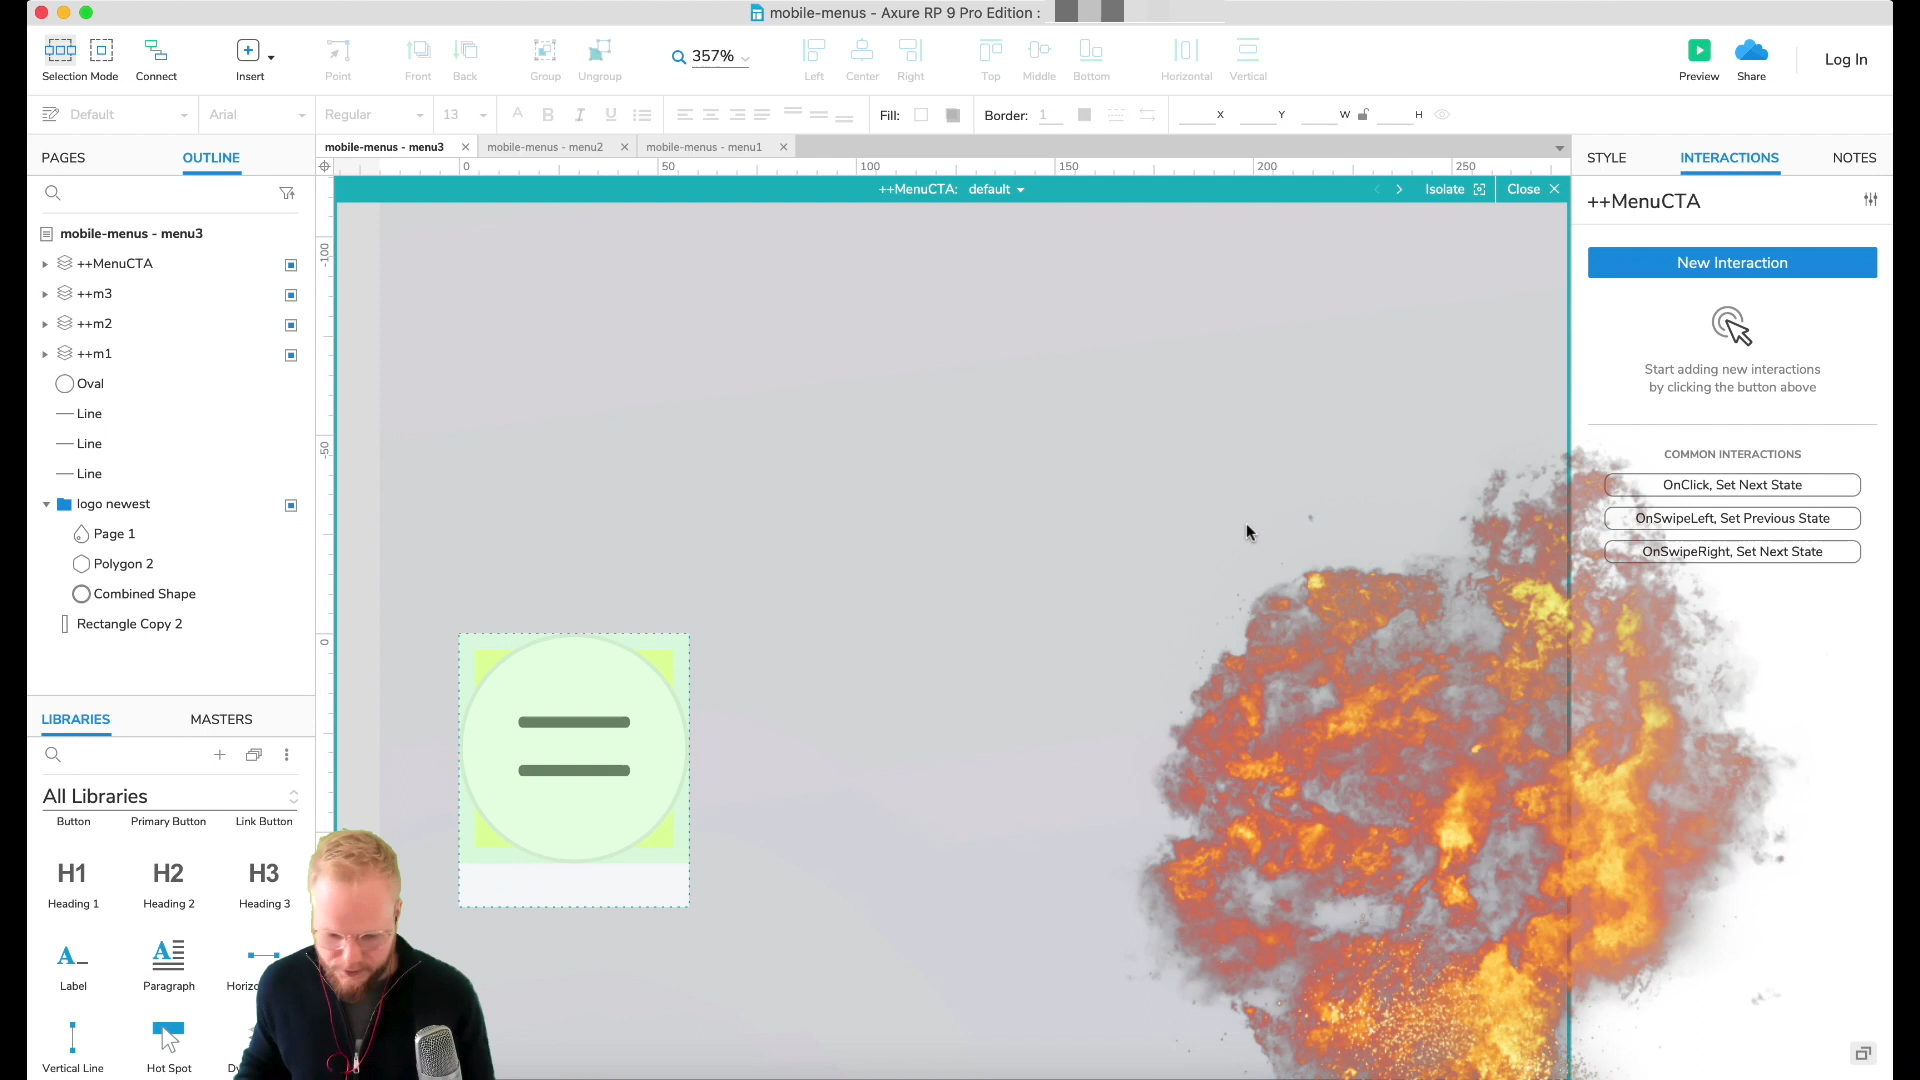 mobile-menus - Axure RP 9 Pro Edition :
Selection Mode
Connect
Insert
Point
Front
Back
Group
Ungroup
357%
Left
Center
Right
Top
Middle
Bottom
Horizontal
Vertical
Preview
Share
Log In
Default
Arial
Regular
13
Fill:
Border:
1
X
Y
W
H
PAGES
OUTLINE
mobile-menus - menu3
mobile-menus - menu2
mobile-menus - menu1
STYLE
INTERACTIONS
NOTES
0
50
100
150
200
250
++MenuCTA: default
Isolate
Close
-100
-50
0
mobile-menus - menu3
++MenuCTA
++m3
++m2
++m1
Oval
Line
Line
Line
logo newest
Page 1
Polygon 2
Combined Shape
Rectangle Copy 2
LIBRARIES
MASTERS
All Libraries
Button
Primary Button
Link Button
H1
H2
H3
Heading 1
Heading 2
Heading 3
A
A
Label
Paragraph
Vertical Line
Hot Spot
++MenuCTA
New Interaction
Start adding new interactions
by clicking the button above
COMMON INTERACTIONS
OnClick, Set Next State
OnSwipeLeft, Set Previous State
OnSwipeRight, Set Next State